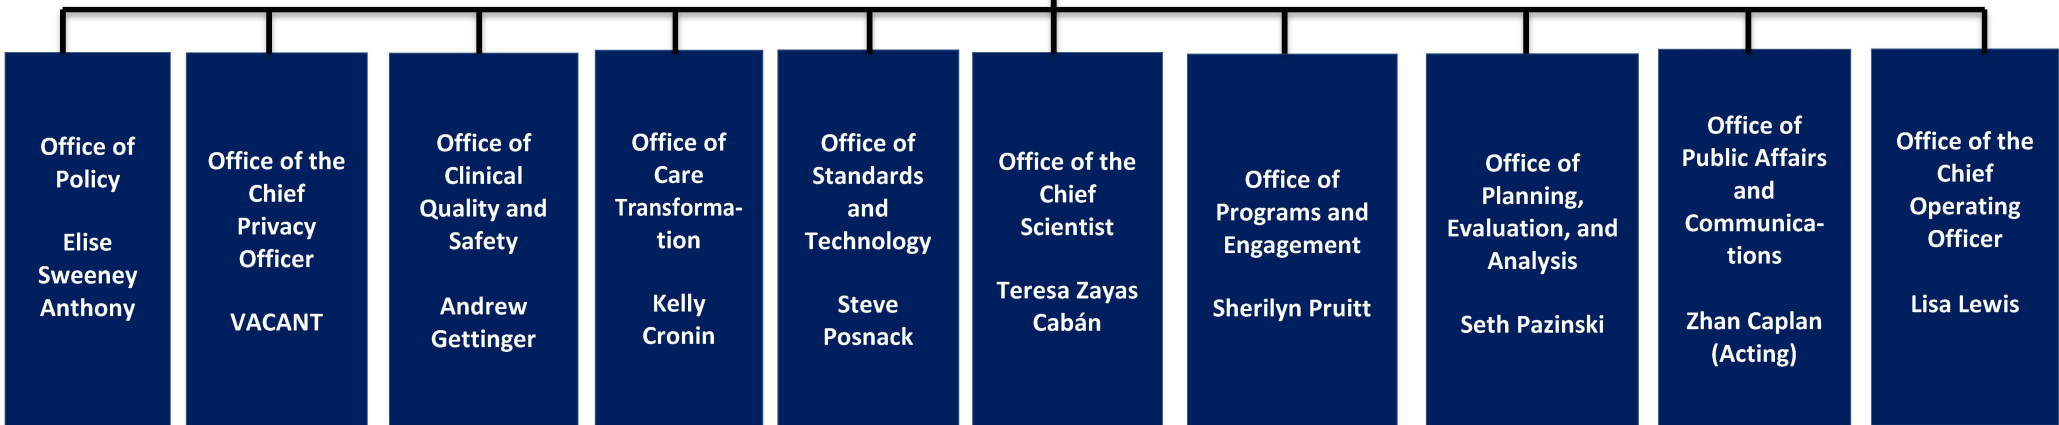 Office of
Policy
Elise
Sweeney
Anthony
Office of the
Chief
Privacy
Officer
VACANT
Office of
Clinical
Quality and
Safety
Andrew
Gettinger
Office of
Care
Transforma-
tion
Kelly
Cronin
Office of
Standards
and
Technology
Steve
Posnack
Office of the
Chief
Scientist
Teresa Zayas
Cabán
Office of
Programs and
Engagement
Sherilyn Pruitt
Office of
Planning,
Evaluation, and
Analysis
Seth Pazinski
Office of
Public Affairs
and
Communica-
tions
Zhan Caplan
(Acting)
Office of the
Chief
Operating
Officer
Lisa Lewis